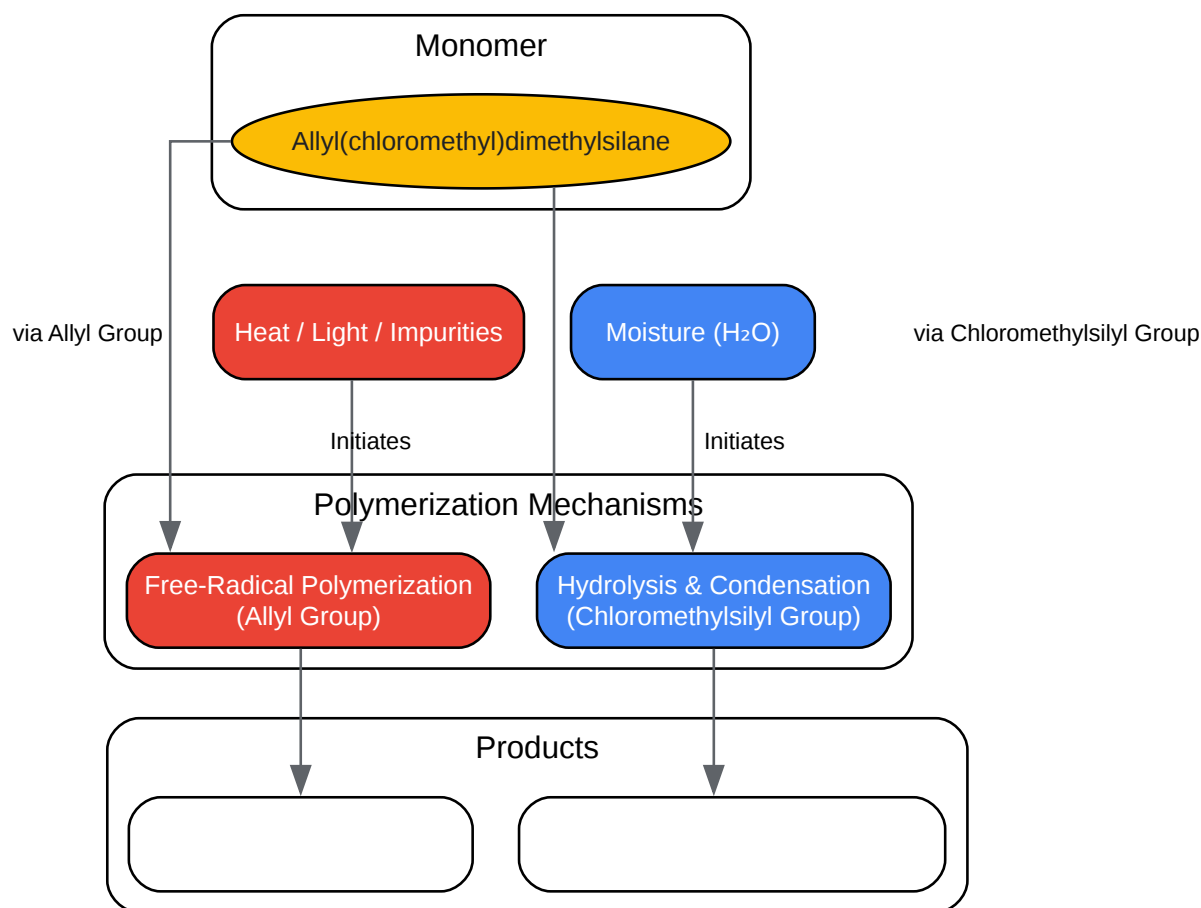 Monomer
Allyl(chloromethyl)dimethylsilane
via Allyl Group
Heat / Light / Impurities
Moisture (H₂O)
via Chloromethylsilyl Group
Initiates
Initiates
Polymerization Mechanisms
Free-Radical Polymerization
(Allyl Group)
Hydrolysis & Condensation
(Chloromethylsilyl Group)
Products